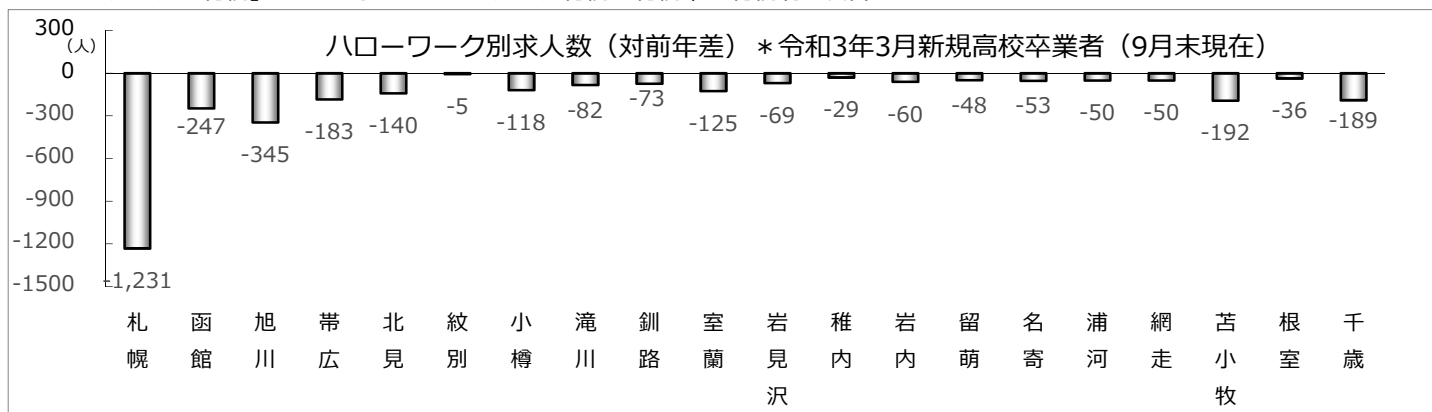 ハローワーク別求人数（対前年差）＊令和3年3月新規高校卒業者（9月末現在）
（人）
300
0
-300
-600
-900
-1200
-1500
-1,231
-247
-345
-183
-140
-5
-118
-82
-73
-125
-69
-29
-60
-48
-53
-50
-50
-192
-36
-189
札幌
函館
旭川
帯広
北見
紋別
小樽
滝川
釧路
室蘭
岩見沢
稚内
岩内
留萌
名寄
浦河
網走
苫小牧
根室
千歳